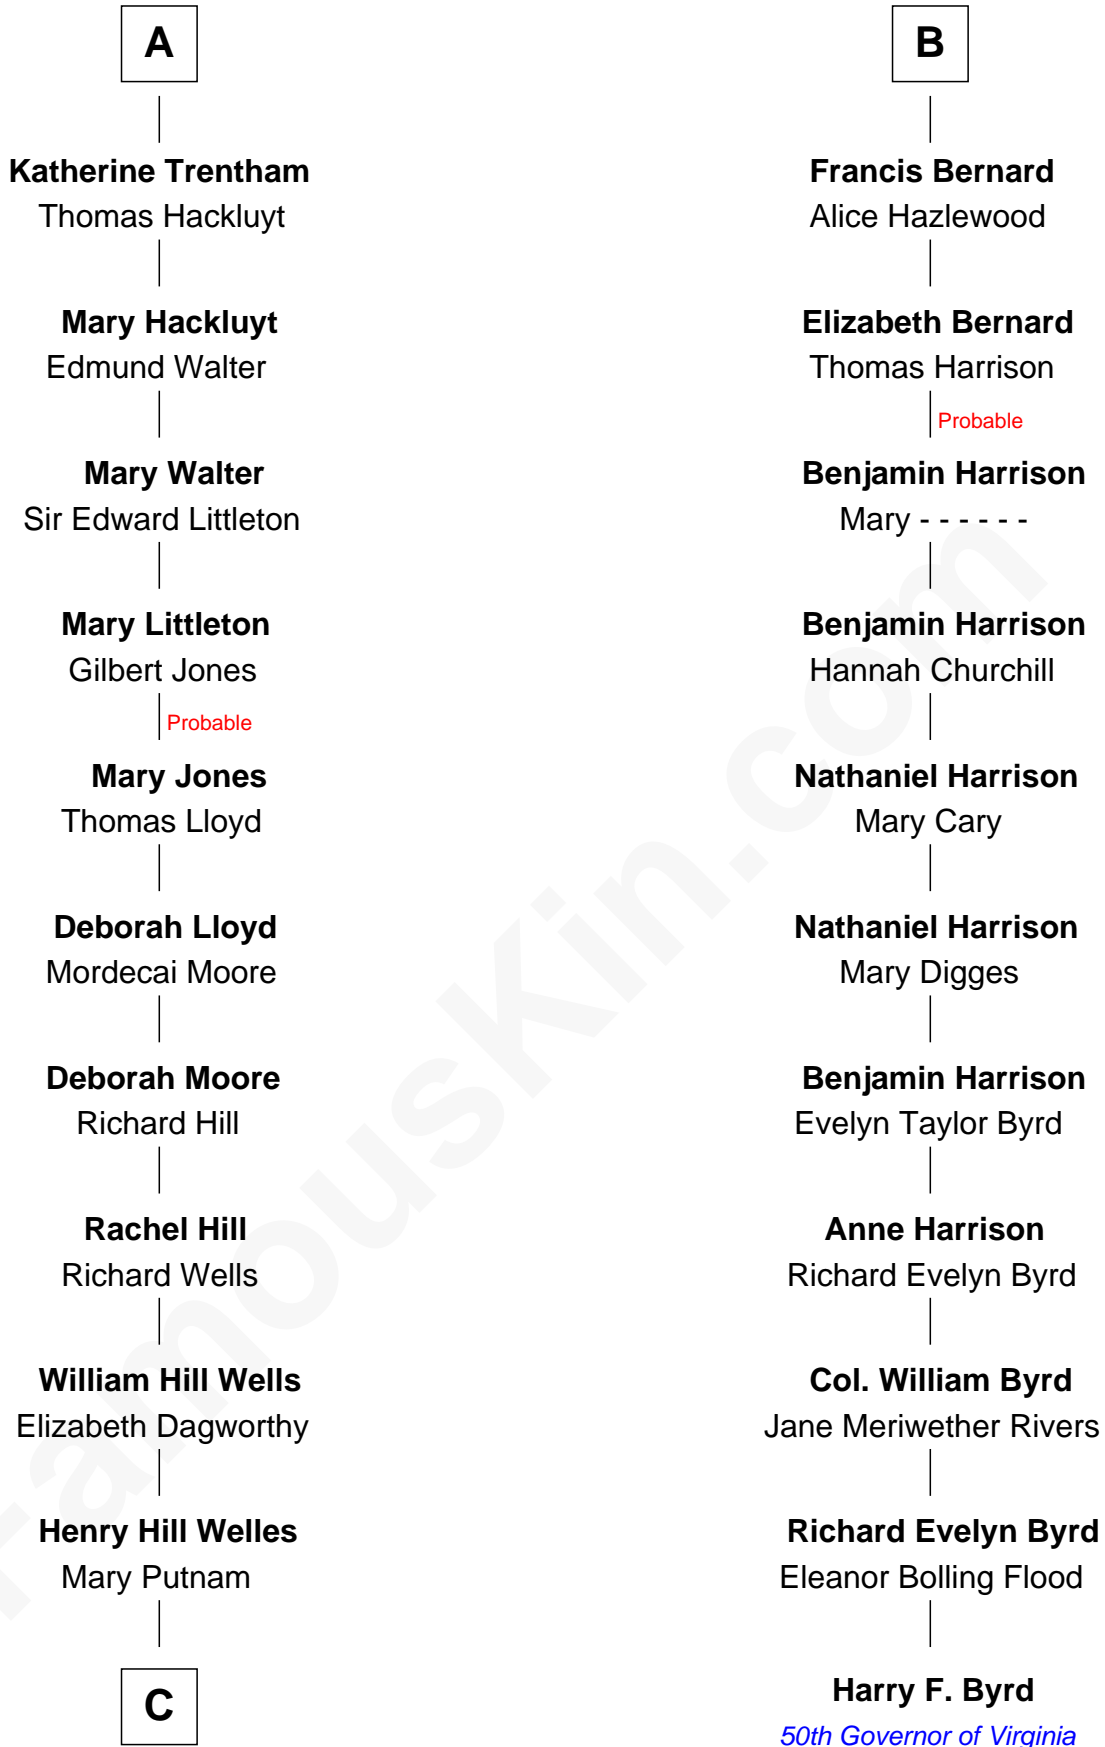 A
Katherine Trentham
Thomas Hackluyt
Mary Hackluyt
Edmund Walter
Mary Walter
Sir Edward Littleton
Mary Littleton
Gilbert Jones
Probable
Mary Jones
Thomas Lloyd
Deborah Lloyd
Mordecai Moore
Deborah Moore
Richard Hill
Rachel Hill
Richard Wells
William Hill Wells
Elizabeth Dagworthy
Henry Hill Welles
Mary Putnam
C
B
Francis Bernard
Alice Hazlewood
Elizabeth Bernard
Thomas Harrison
Probable
Benjamin Harrison
Mary - - - - - -
Benjamin Harrison
Hannah Churchill
Nathaniel Harrison
Mary Cary
Nathaniel Harrison
Mary Digges
Benjamin Harrison
Evelyn Taylor Byrd
Anne Harrison
Richard Evelyn Byrd
Col. William Byrd
Jane Meriwether Rivers
Richard Evelyn Byrd
Eleanor Bolling Flood
Harry F. Byrd
50th Governor of Virginia
FamousKin.com